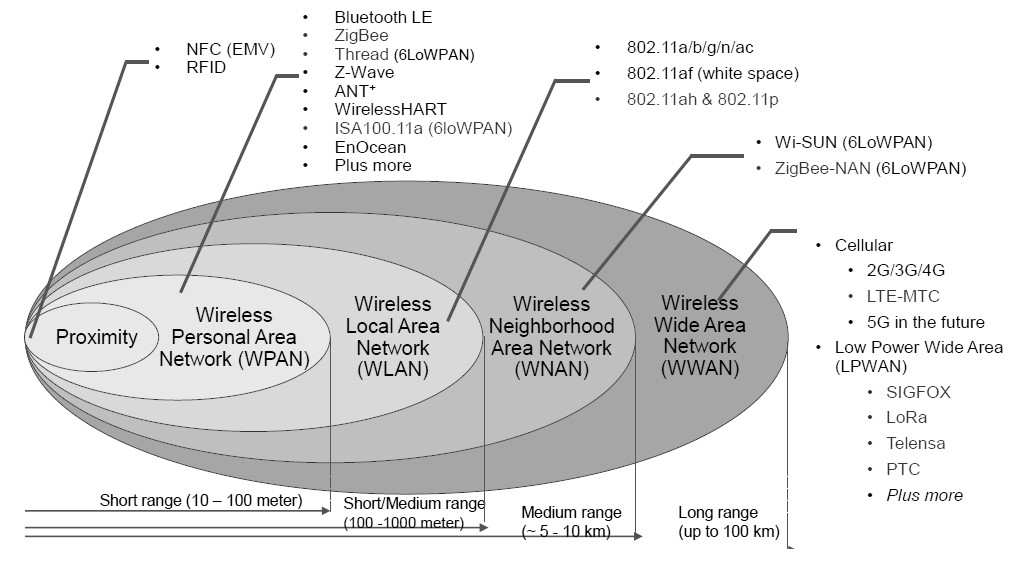 • NFC (EMV)
• RFID
• Bluetooth LE
• ZigBee
• Thread (6LoWPAN)
• Z-Wave
• ANT⁺
• WirelessHART
• ISA100.11a (6loWPAN)
• EnOcean
• Plus more
• 802.11a/b/g/n/ac
• 802.11af (white space)
• 802.11ah & 802.11p
• Wi-SUN (6LoWPAN)
• ZigBee-NAN (6LoWPAN)
• Cellular
• 2G/3G/4G
• LTE-MTC
• 5G in the future
• Low Power Wide Area
(LPWAN)
• SIGFOX
• LoRa
• Telensa
• PTC
• Plus more
Proximity
Wireless
Personal Area
Network (WPAN)
Wireless
Local Area
Network
(WLAN)
Wireless
Neighborhood
Area Network
(WNAN)
Wireless
Wide Area
Network
(WWAN)
Short range (10 – 100 meter)
Short/Medium range
(100 -1000 meter)
Medium range
(~ 5 - 10 km)
Long range
(up to 100 km)